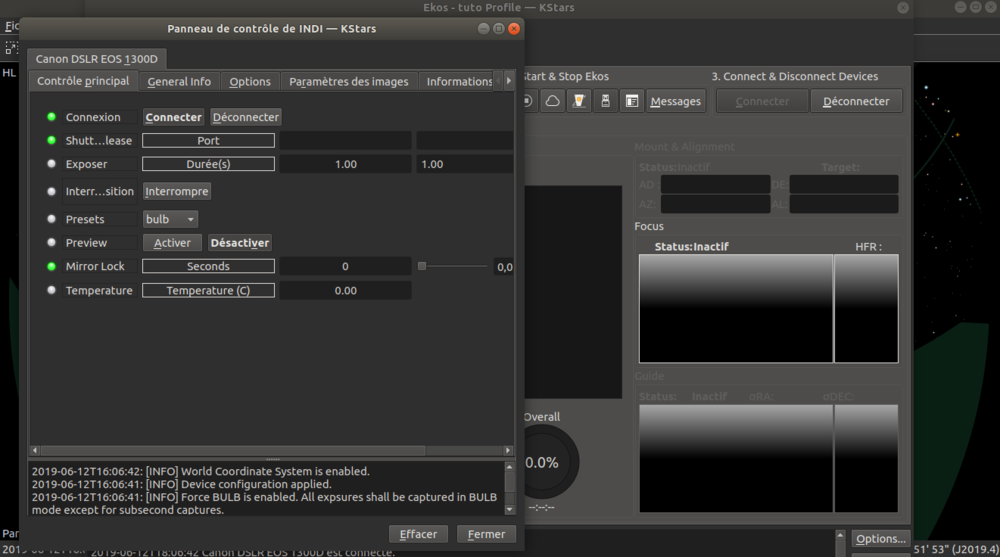 Ekos - tuto Profile — KStars
Panneau de contrôle de INDI — KStars
Fic
HL
Canon DSLR EOS 1300D
Contrôle principal
General Info
Options
Paramètres des images
Informations
Start & Stop Ekos
3. Connect & Disconnect Devices
Messages
Connecter
Déconnecter
Connexion
Connecter
Déconnecter
Shutt…lease
Port
Exposer
Durée(s)
1.00
1.00
Interr…sition
Interrompre
Presets
bulb
Preview
Activer
Désactiver
Mirror Lock
Seconds
0
0,0
Temperature
Temperature (C)
0.00
Mount & Alignment
Status:Inactif
Target:
AD:
DE:
AZ:
AL:
Focus
Status:Inactif
HFR :
Guide
Status: Inactif
σRA:
σDEC:
Overall
0.0%
--:--:--
2019-06-12T16:06:42: [INFO] World Coordinate System is enabled.
2019-06-12T16:06:41: [INFO] Device configuration applied.
2019-06-12T16:06:41: [INFO] Force BULB is enabled. All expsures shall be captured in BULB
mode except for subsecond captures.
Effacer
Fermer
Pan
Options...
2019-06-12T18:06:42 Canon DSLR EOS 1300D est connecté.
51' 53" (J2019.4)